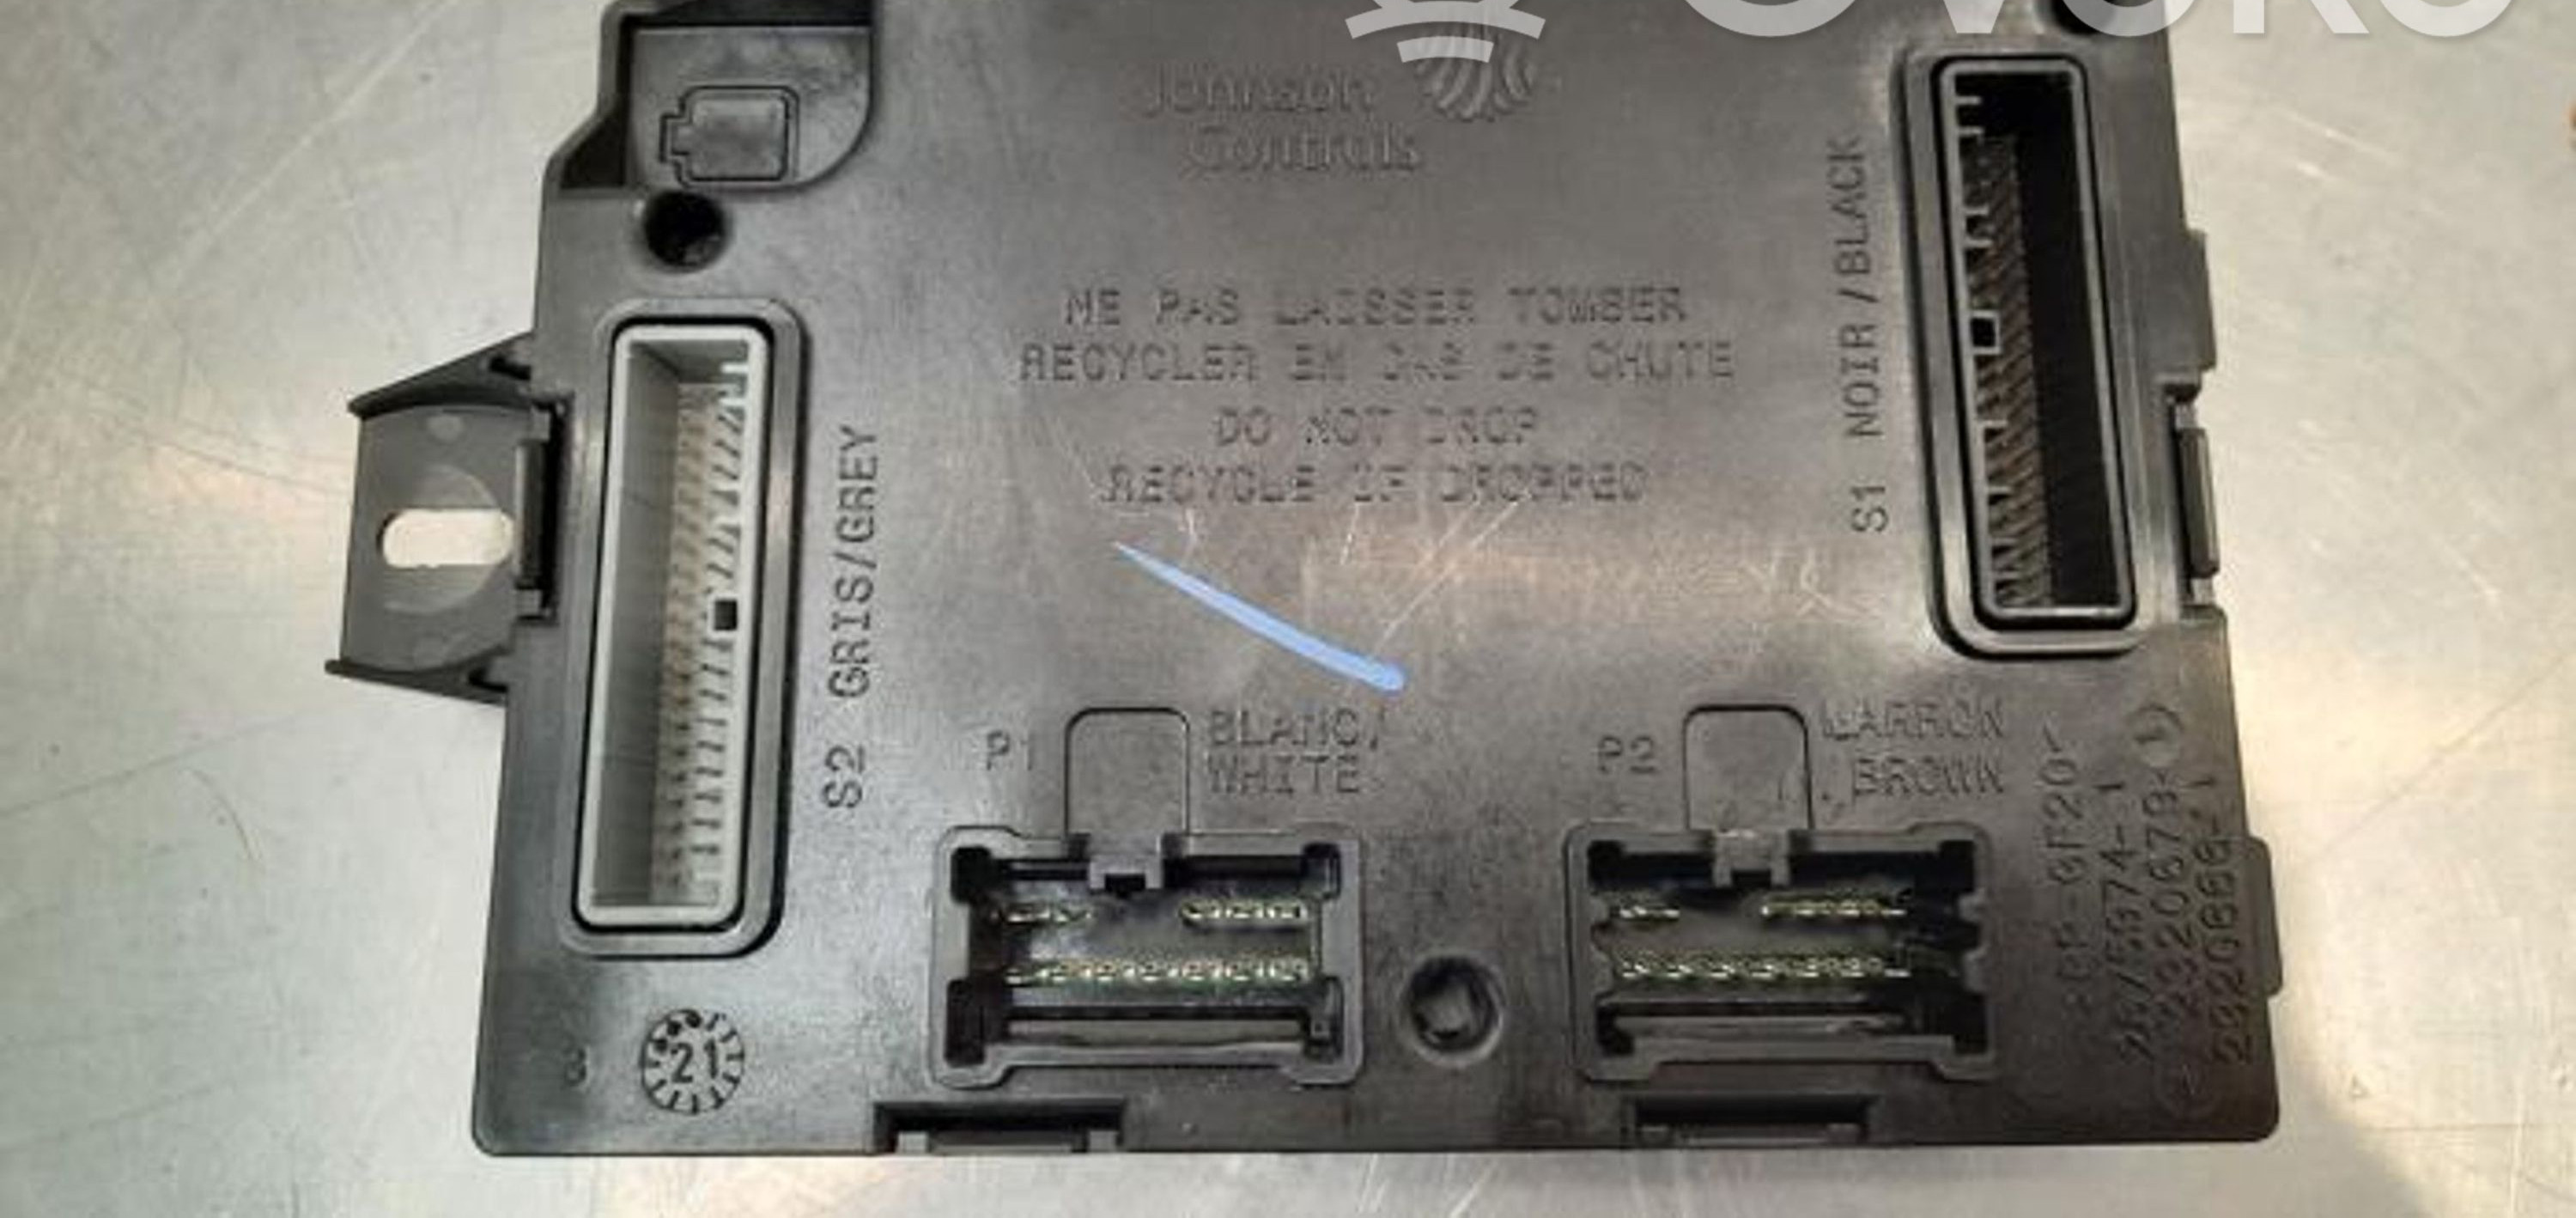 Johnson
Controls
NE PAS LAISSER TOMBER
RECYCLER EN CAS DE CHUTE
DO NOT DROP
RECYCLE IF DROPPED
S1 NOIR/BLACK
S2 GRIS/GREY
P1
BLANC/
WHITE
P2
MARRON
BROWN
21